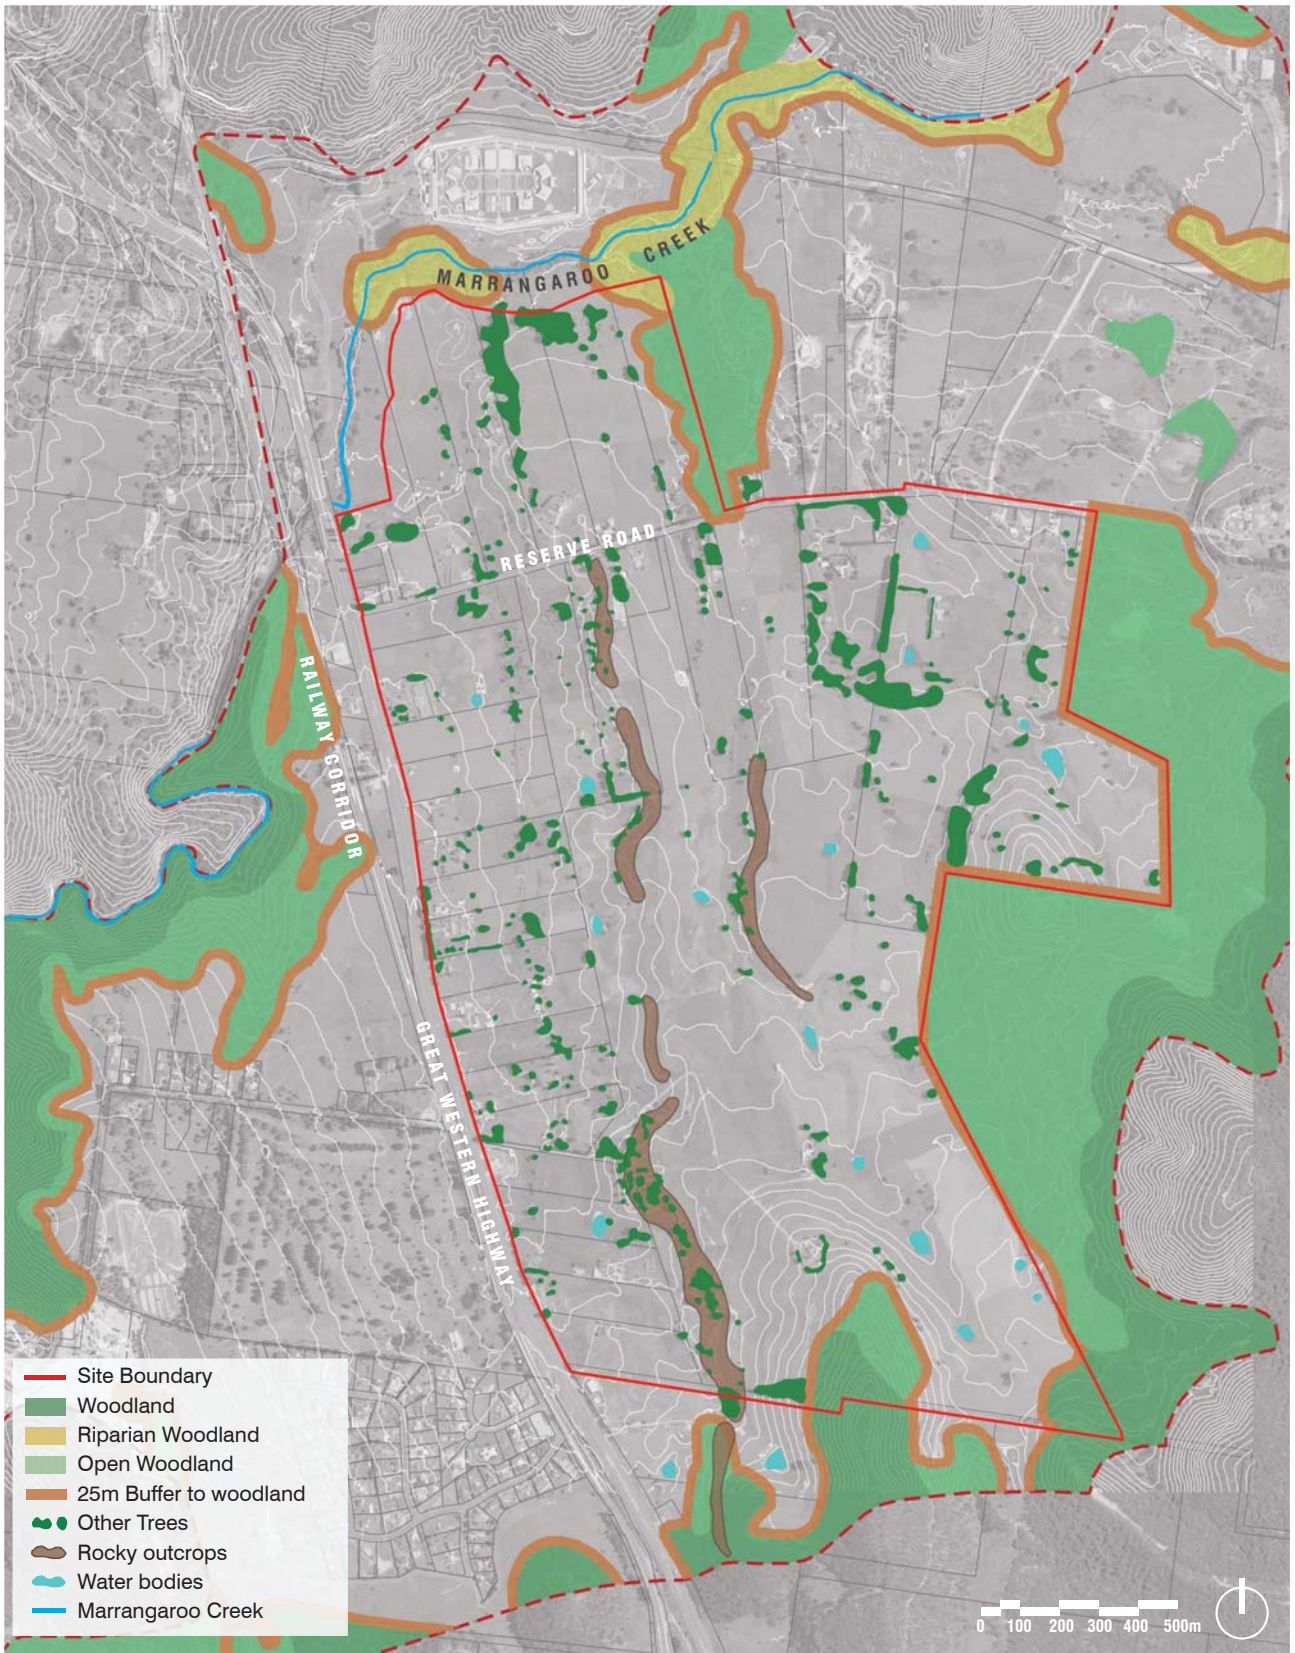 MARRANGAROO CREEK
RESERVE ROAD
RAILWAY CORRIDOR
GREAT WESTERN HIGHWAY
Site Boundary
Woodland
Riparian Woodland
Open Woodland
25m Buffer to woodland
Other Trees
Rocky outcrops
Water bodies
Marrangaroo Creek
0 100 200 300 400 500m